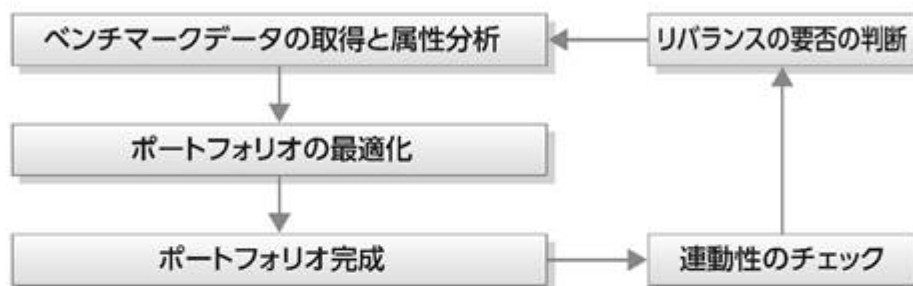 ベンチマークデータの取得と属性分析
リバランスの要否の判断
ポートフォリオの最適化
ポートフォリオ完成
連動性のチェック